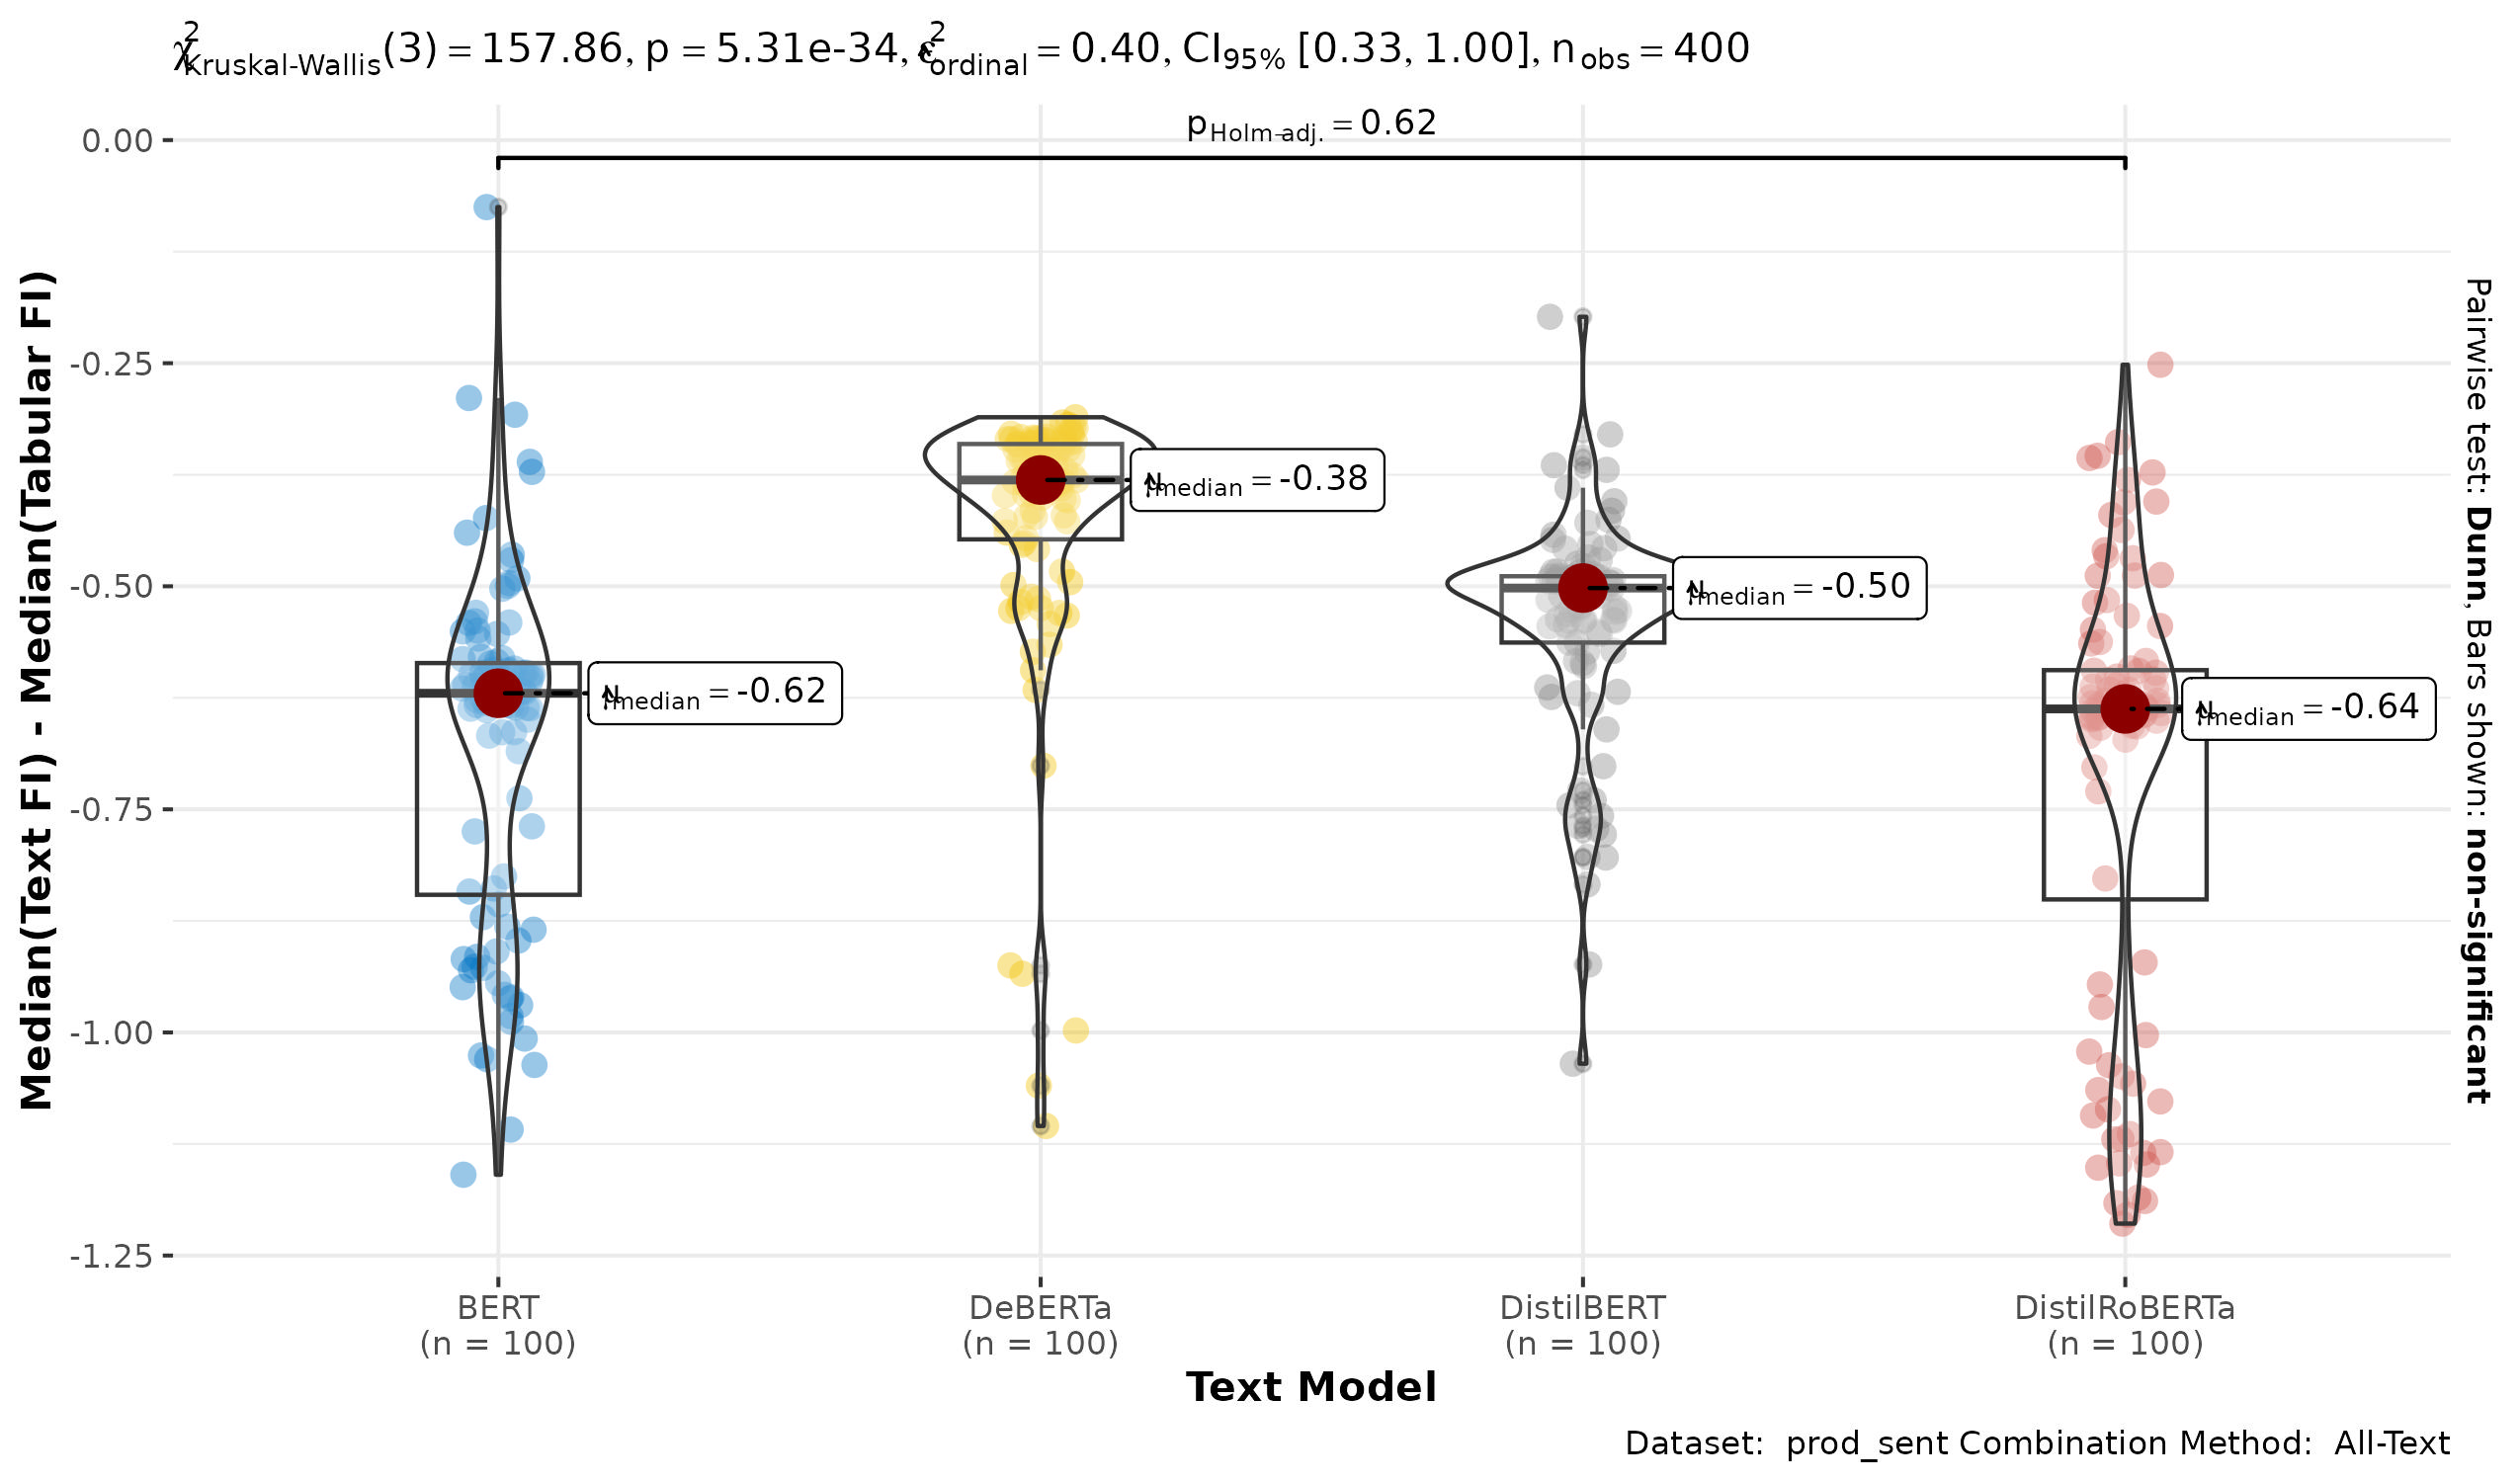 χ²Kruskal-Wallis(3) = 157.86, p = 5.31e-34, ε²ordinal = 0.40, CI95% [0.33, 1.00], nobs = 400
pHolm-adj. = 0.62
0.00
-0.25
-0.50
-0.75
-1.00
-1.25
Median(Text FI) - Median(Tabular FI)
μ̂median = -0.62
μ̂median = -0.38
μ̂median = -0.50
μ̂median = -0.64
Pairwise test: Dunn, Bars shown: non-significant
BERT
(n = 100)
DeBERTa
(n = 100)
DistilBERT
(n = 100)
DistilRoBERTa
(n = 100)
Text Model
Dataset: prod_sent Combination Method: All-Text